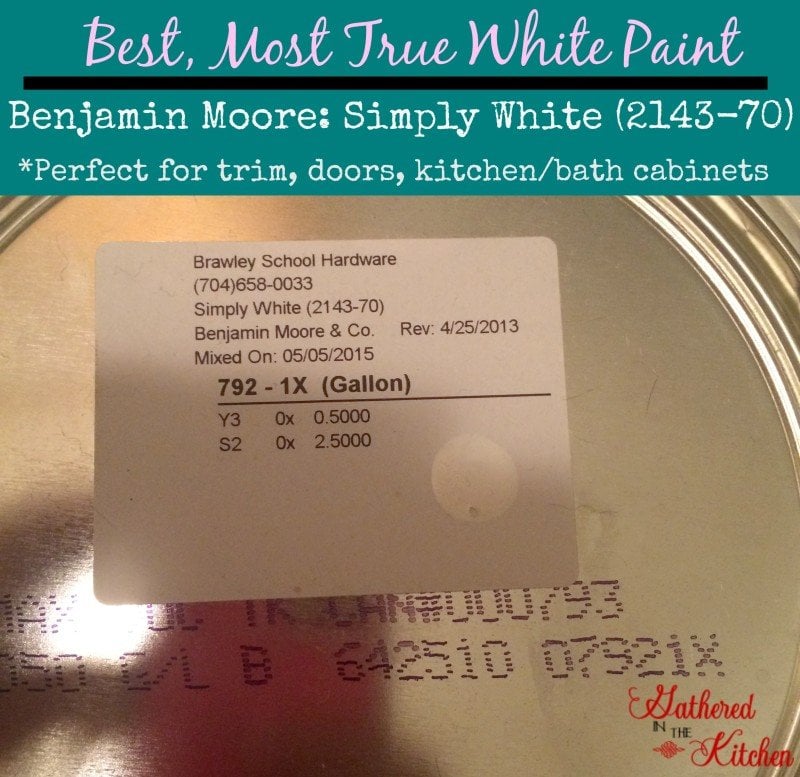 Best, Most True White Paint
Benjamin Moore: Simply White (2143-70)
*Perfect for trim, doors, kitchen/bath cabinets
Brawley School Hardware
(704)658-0033
Simply White (2143-70)
Benjamin Moore & Co. Rev: 4/25/2013
Mixed On: 05/05/2015
792 - 1X (Gallon)
Y3 0x 0.5000
S2 0x 2.5000
642510 07921X
Gathered
IN THE
Kitchen